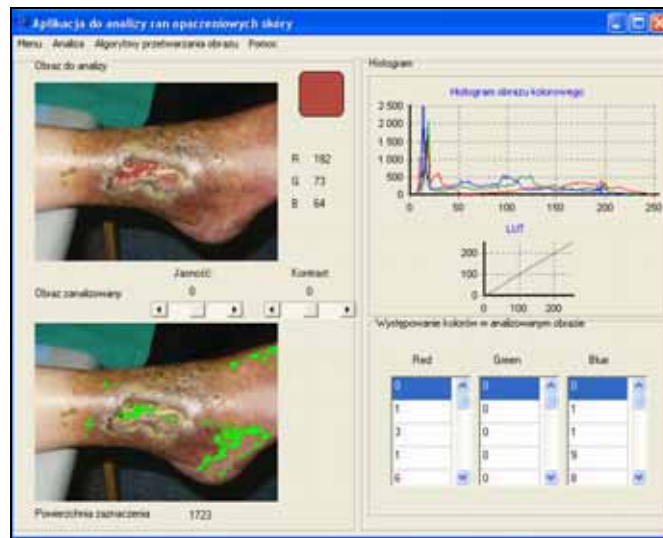 Aplikacja do analizy ran oparzeniowych skóry
Menu Analiza Algorytmy przetwarzania obrazu Pomoc
Obraz do analizy
R 182
G 73
B 64
Jasność
Kontrast
Obraz zanalizowany
0
0
Powierzchnia zaznaczenia 1723
Histogram
Histogram obrazu kolorowego
2 500
2 000
1 500
1 000
500
0
0 50 100 150 200 250
LUT
200
100
0
0 100 200
Występowanie kolorów w analizowanym obrazie
Red Green Blue
0 0 0
1 0 1
3 0 1
1 0 9
6 0 8